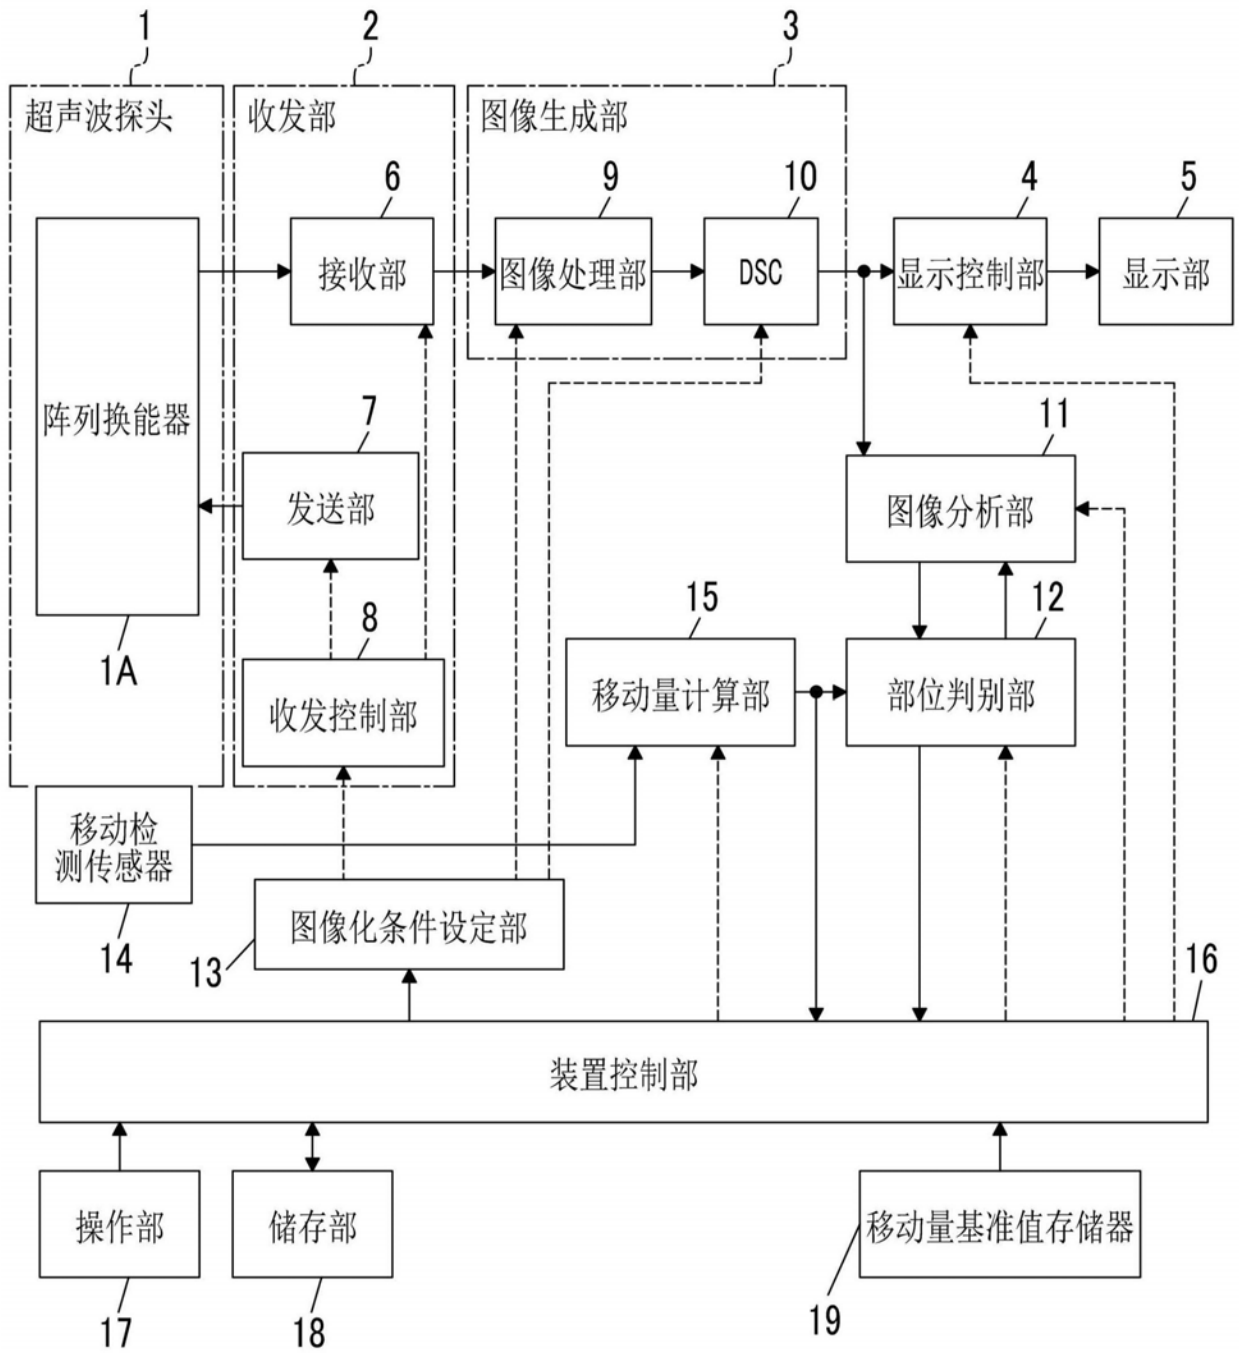 1
2
3
超声波探头
收发部
图像生成部
6
9
10
4
5
接收部
图像处理部
DSC
显示控制部
显示部
阵列换能器
7
11
发送部
图像分析部
1A
8
15
12
收发控制部
移动量计算部
部位判别部
移动检
测传感器
14
13
图像化条件设定部
16
装置控制部
操作部
储存部
移动量基准值存储器
17
18
19